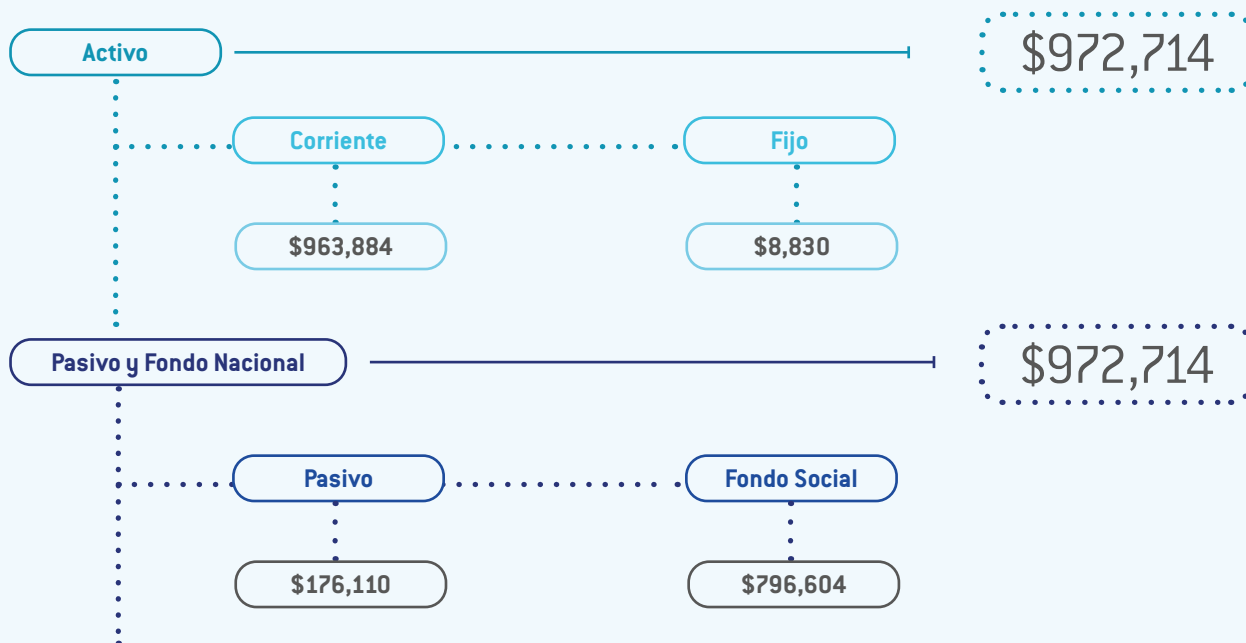 Activo
$972,714
Corriente
Fijo
$963,884
$8,830
Pasivo y Fondo Nacional
$972,714
Pasivo
Fondo Social
$176,110
$796,604